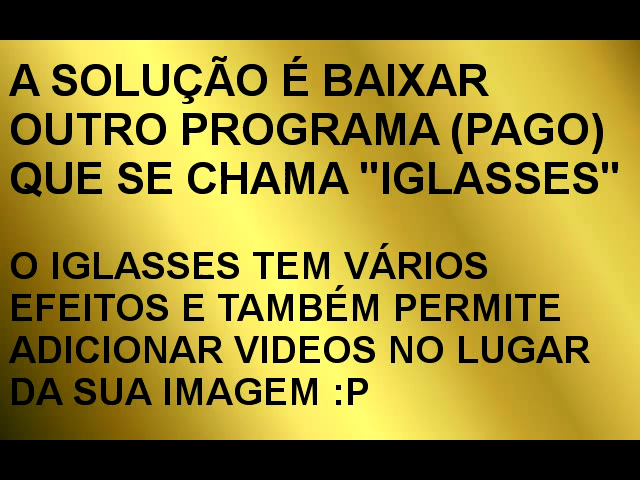 A SOLUÇÃO É BAIXAR
OUTRO PROGRAMA (PAGO)
QUE SE CHAMA "IGLASSES"
O IGLASSES TEM VÁRIOS
EFEITOS E TAMBÉM PERMITE
ADICIONAR VIDEOS NO LUGAR
DA SUA IMAGEM :P